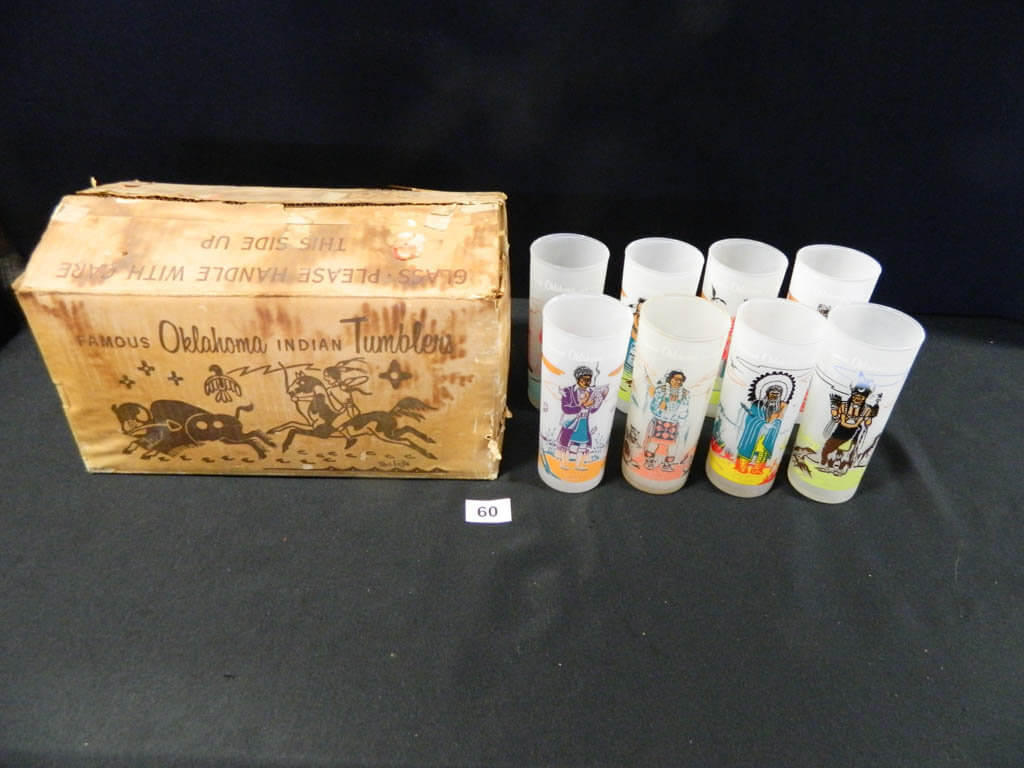 GLASS · PLEASE HANDLE WITH CARE
THIS SIDE UP
FAMOUS Oklahoma INDIAN Tumblers
60